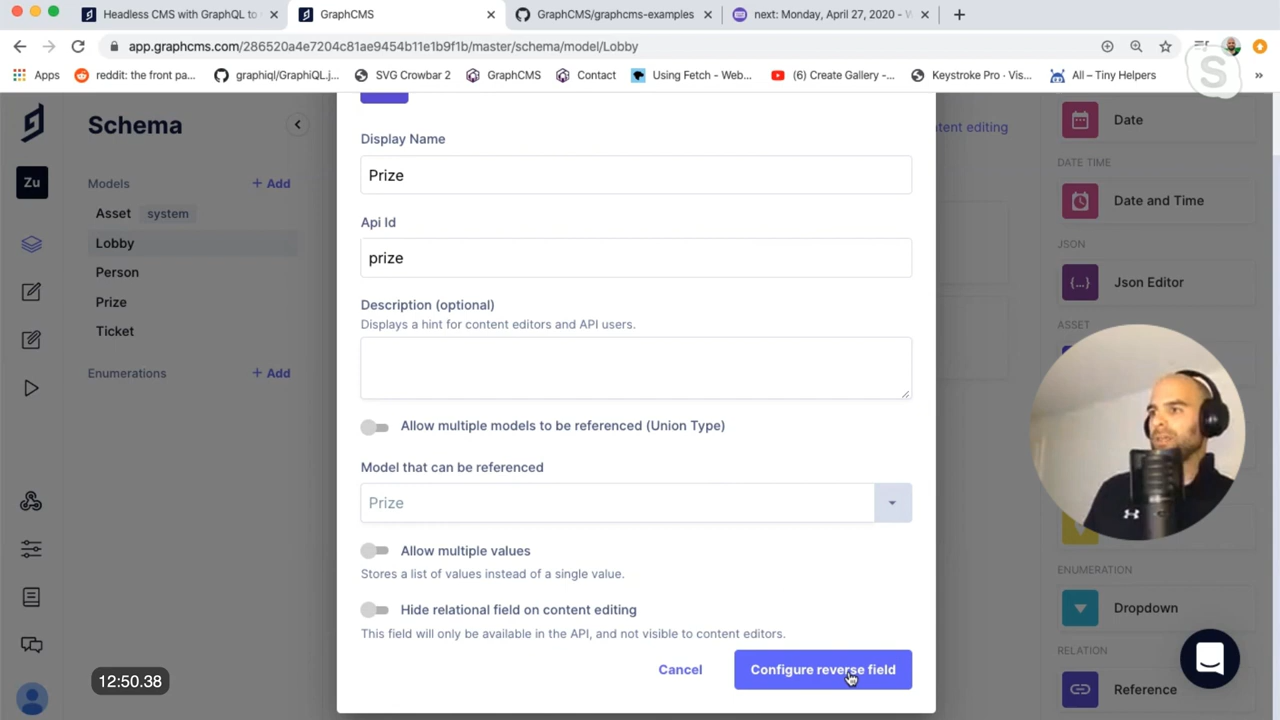 Headless CMS with GraphQL to
GraphCMS
GraphCMS/graphcms-examples
next: Monday, April 27, 2020 - W
app.graphcms.com/286520a4e7204c81ae9454b11e1b9f1b/master/schema/model/Lobby
Apps
reddit: the front pa...
graphiql/GraphiQL.j...
SVG Crowbar 2
GraphCMS
Contact
Using Fetch - Web...
(6) Create Gallery -...
Keystroke Pro · Vis...
All – Tiny Helpers
»
Zu
Schema
Models
+ Add
Asset system
Lobby
Person
Prize
Ticket
Enumerations
+ Add
Display Name
Prize
Api Id
prize
Description (optional)
Displays a hint for content editors and API users.
Allow multiple models to be referenced (Union Type)
Model that can be referenced
Prize
Allow multiple values
Stores a list of values instead of a single value.
Hide relational field on content editing
This field will only be available in the API, and not visible to content editors.
Cancel
Configure reverse field
tent editing
Date
DATE TIME
Date and Time
JSON
Json Editor
ASSET
ENUMERATION
Dropdown
RELATION
Reference
12:50.38